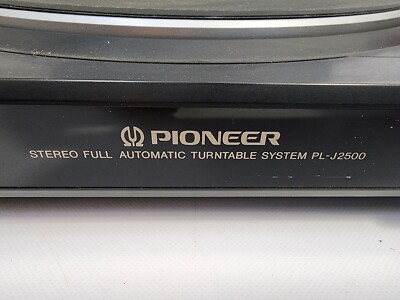 PIONEER
STEREO FULL AUTOMATIC TURNTABLE SYSTEM PL-J2500